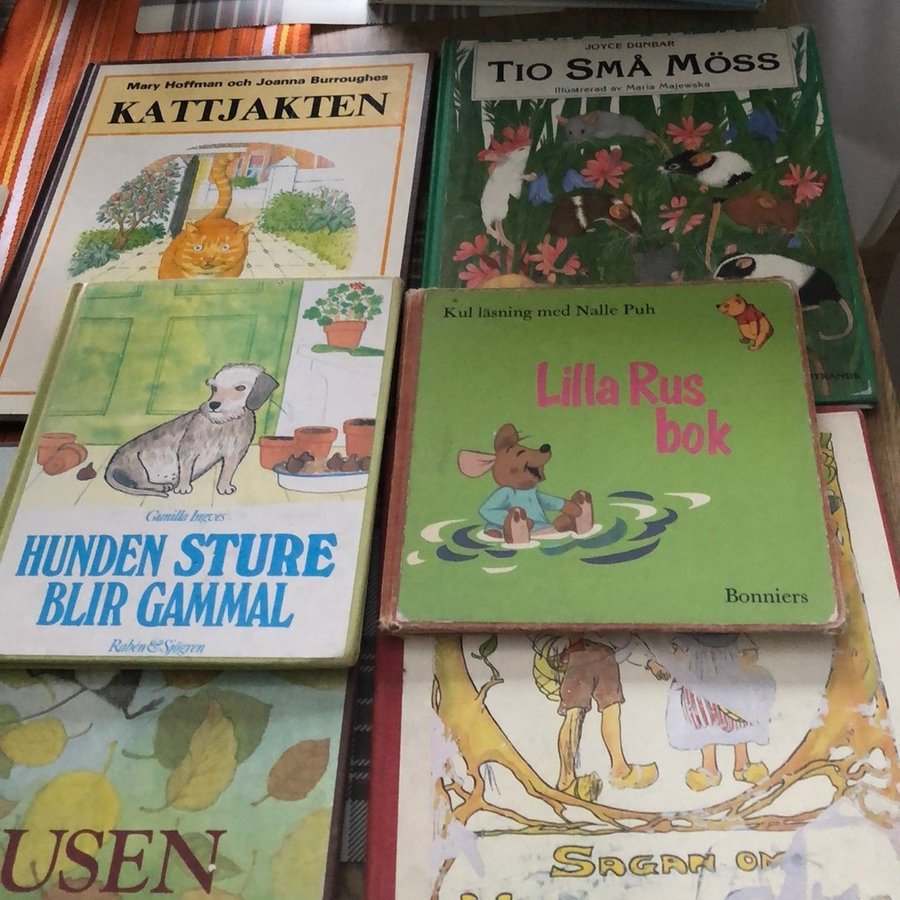 Mary Hoffman och Joanna Burroughes
KATTJAKTEN
JOYCE DUNBAR
TIO SMÅ MÖSS
Illustrerad av Maria Majewska
Gunilla Ingves
HUNDEN STURE
BLIR GAMMAL
Rabén & Sjögren
Kul läsning med Nalle Puh
Lilla Rus
bok
Bonniers
USEN
SAGAN OM